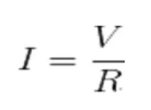 I = V/R